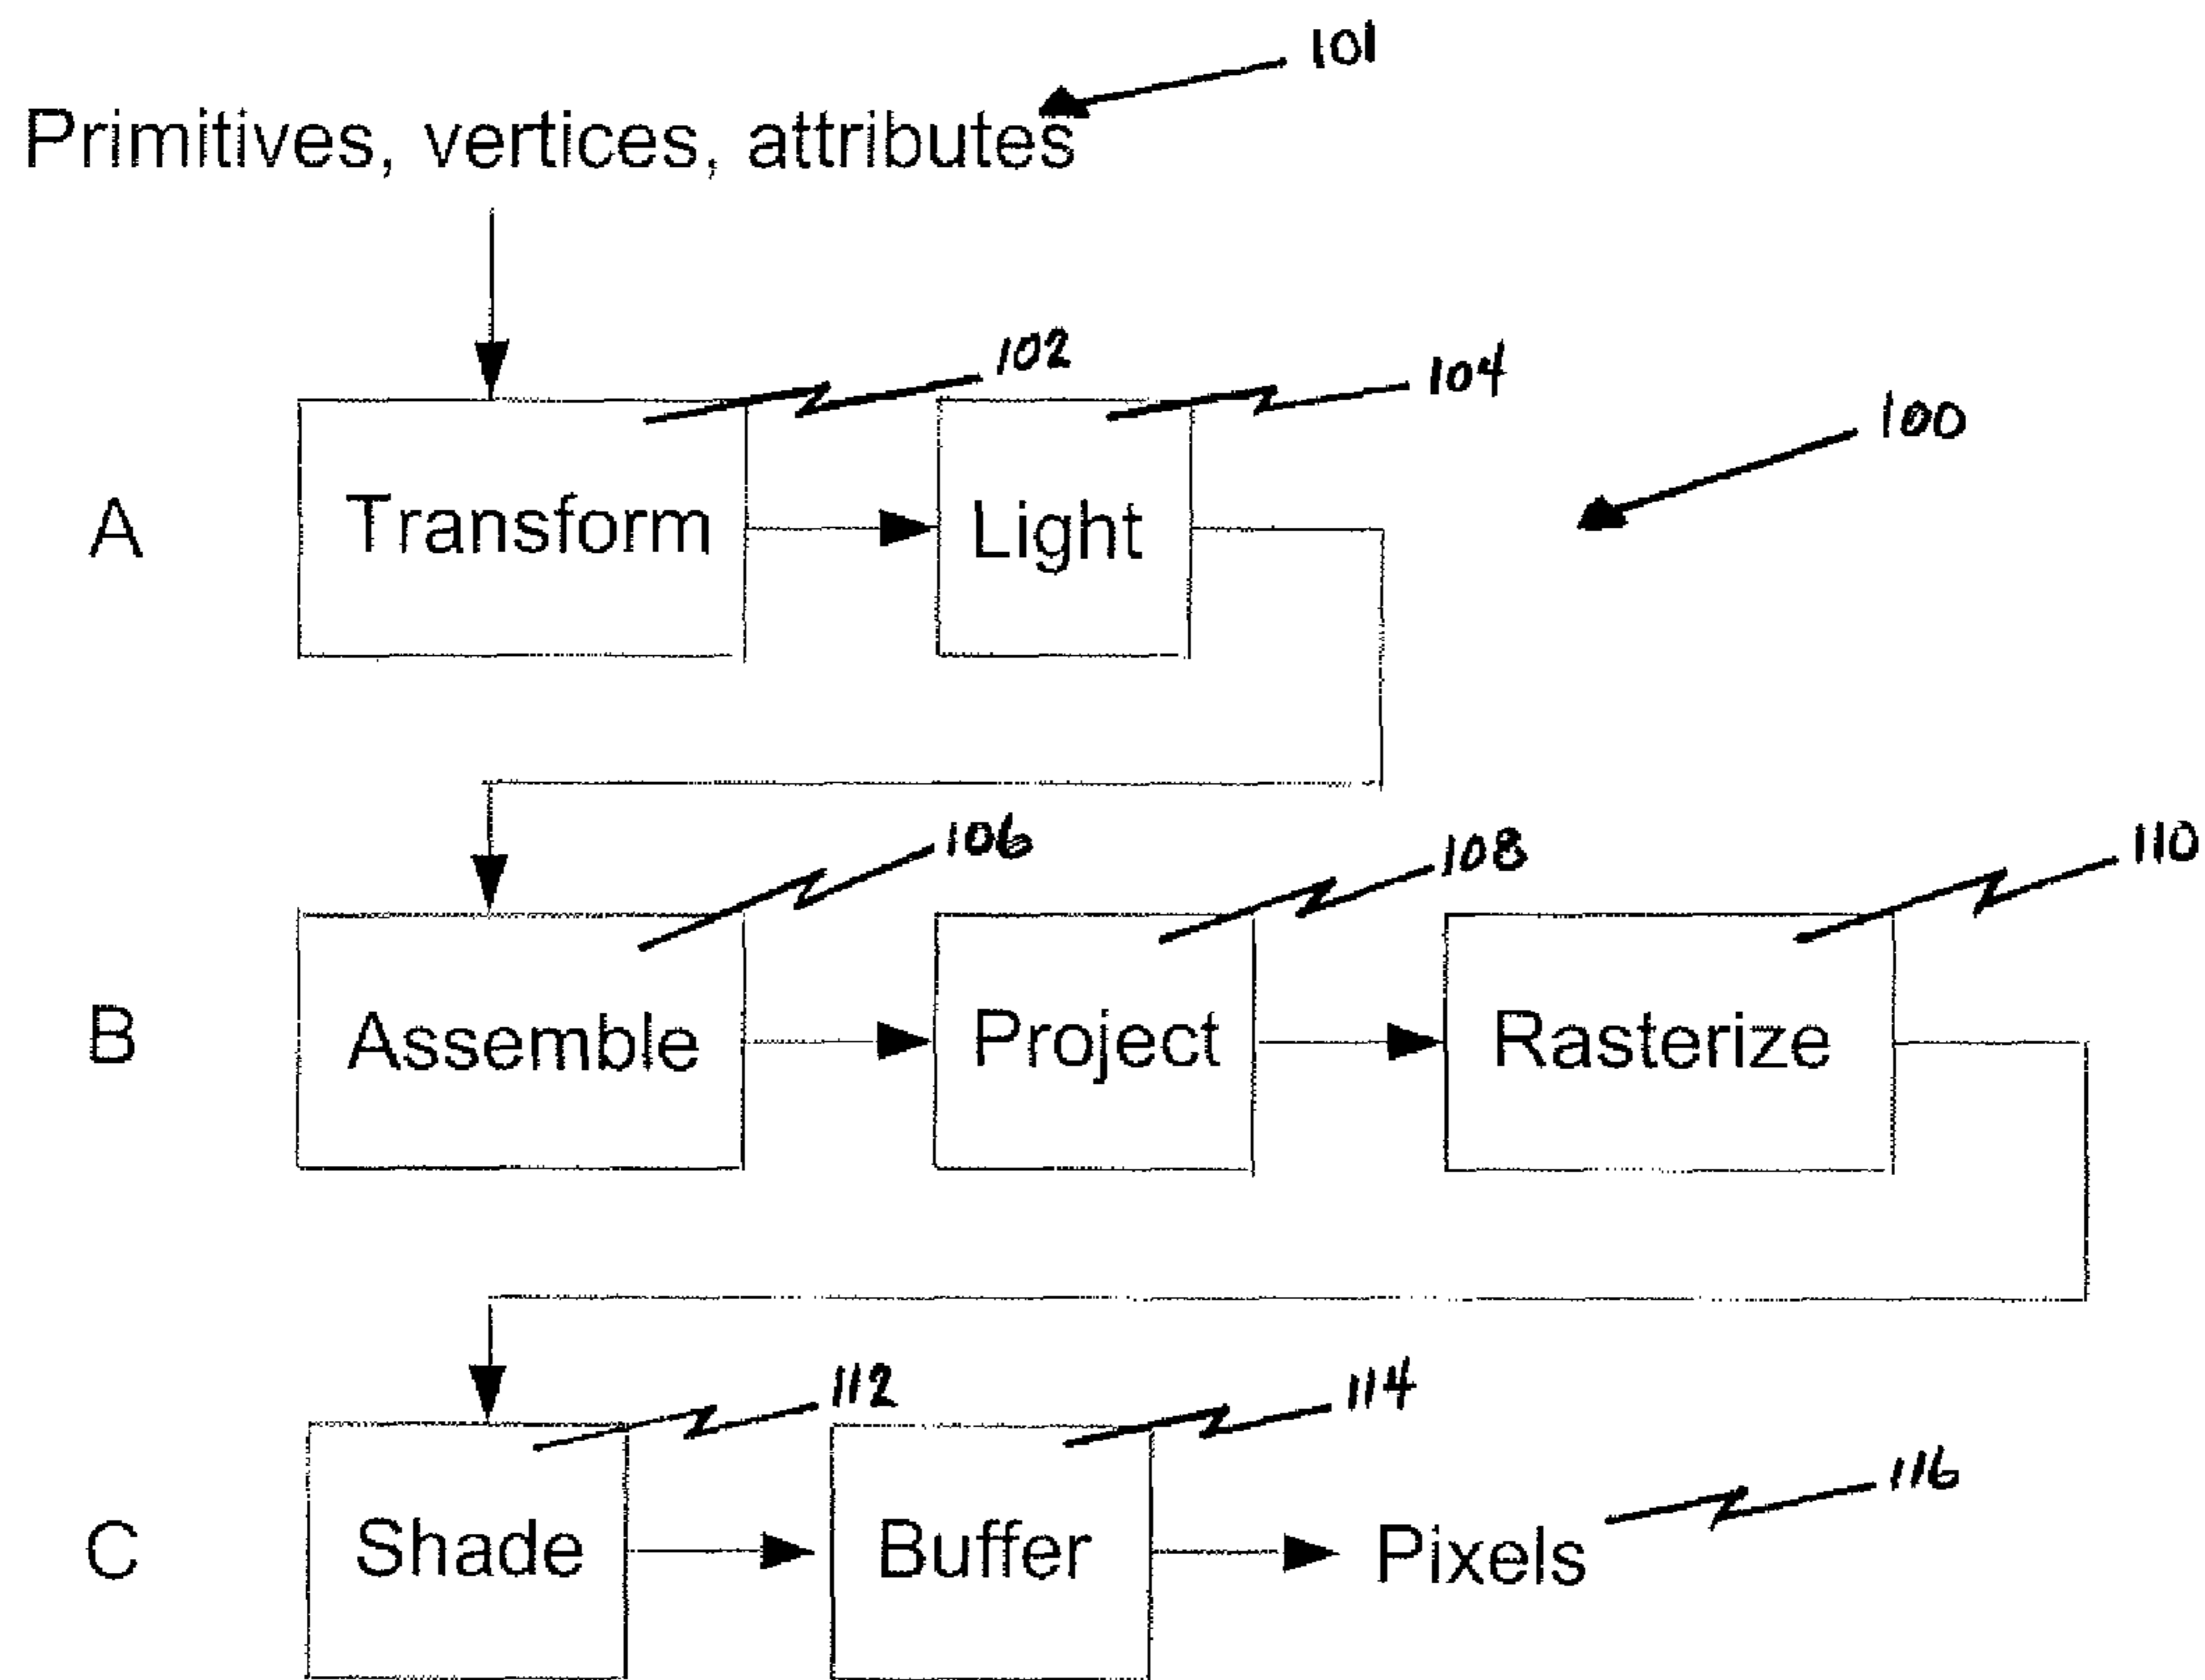 101
Primitives, vertices, attributes
102
104
100
A
Transform
Light
106
108
110
B
Assemble
Project
Rasterize
112
114
116
C
Shade
Buffer
Pixels